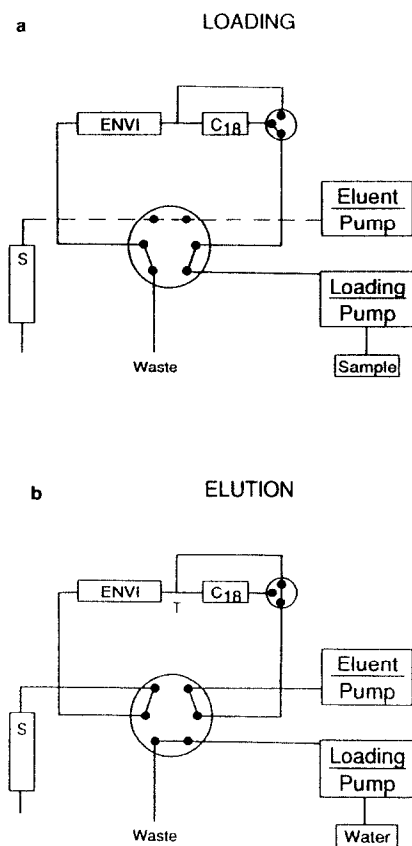 a
LOADING
ENVI
C18
Eluent
Pump
S
Loading
Pump
Waste
Sample
b
ELUTION
ENVI
C18
T
Eluent
Pump
S
Loading
Pump
Waste
Water